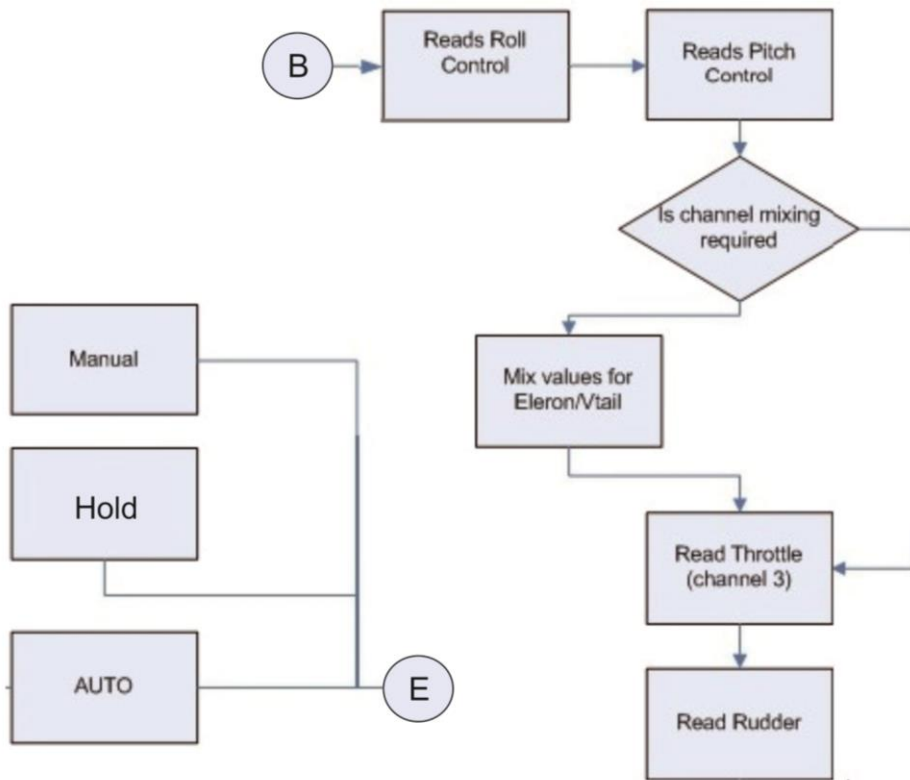 B
Reads Roll
Control
Reads Pitch
Control
Is channel mixing
required
Manual
Mix values for
Eleron/Vtail
Hold
Read Throttle
(channel 3)
AUTO
E
Read Rudder